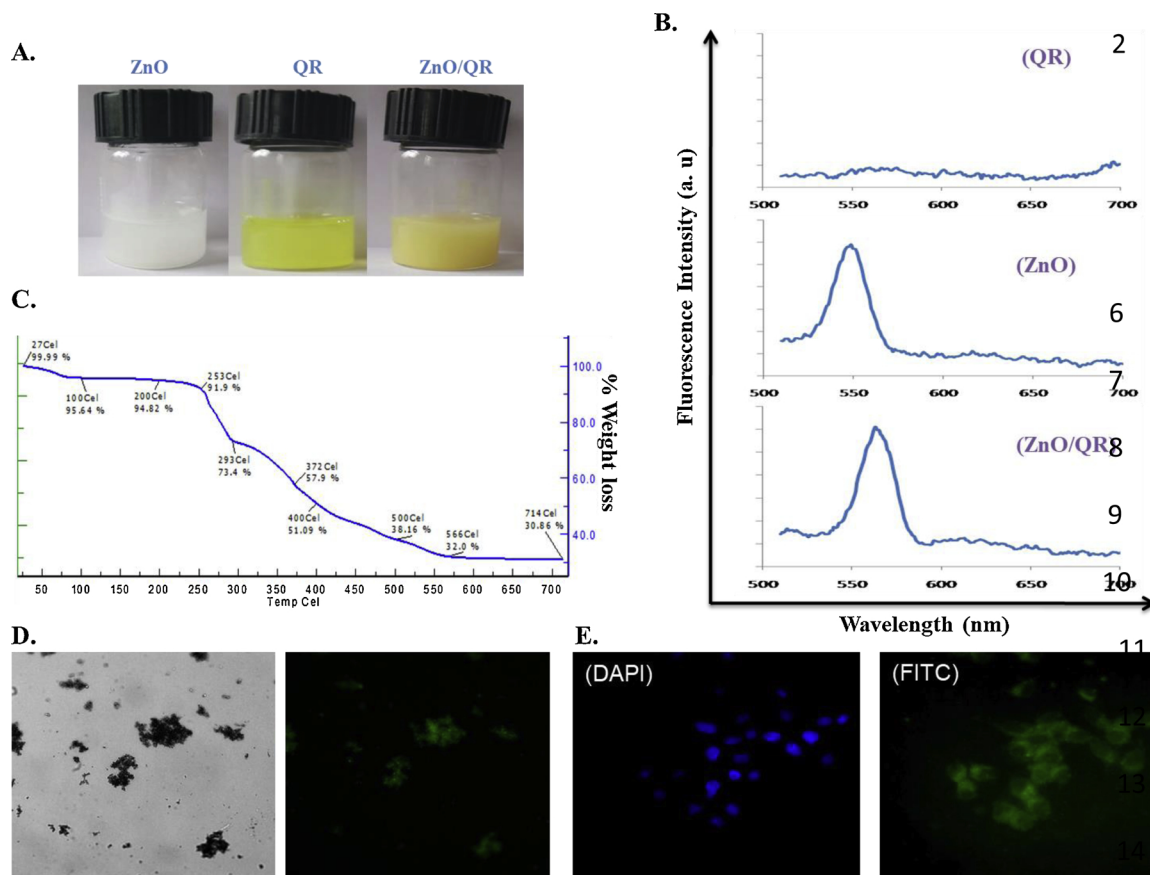 A.
ZnO QR ZnO/QR
B.
(QR)
2
500 550 600 650 700
(ZnO)
6
7
500 550 600 650 700
(ZnO/QR)
8
9
10
500 550 600 650 700
Fluorescence Intensity (a. u)
Wavelength (nm)
C.
27Cel
99.99 %
100Cel
95.64 %
200Cel
94.82 %
253Cel
91.9 %
293Cel
73.4 %
372Cel
57.9 %
400Cel
51.09 %
500Cel
38.16 %
566Cel
32.0 %
714Cel
30.86 %
100.0
80.0
60.0
40.0
% Weight loss
50 100 150 200 250 300 350 400 450 500 550 600 650 700
Temp Cel
D.
E.
(DAPI)
(FITC)
11
12
13
14